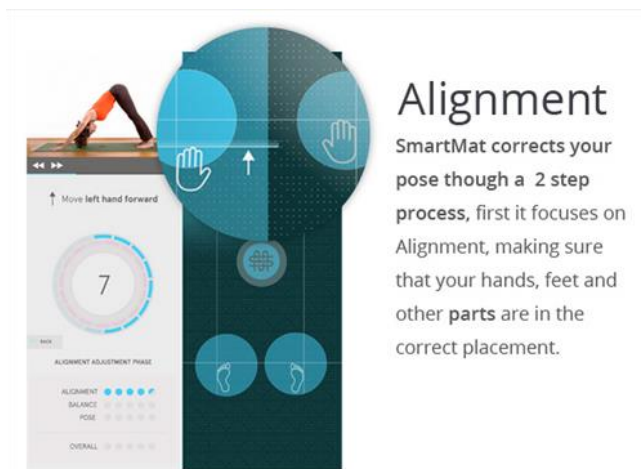 Alignment
SmartMat corrects your
pose though a 2 step
process, first it focuses on
Alignment, making sure
that your hands, feet and
other parts are in the
correct placement.
Move left hand forward
7
BACK
ALIGNMENT ADJUSTMENT PHASE
ALIGNMENT
BALANCE
POSE
OVERALL